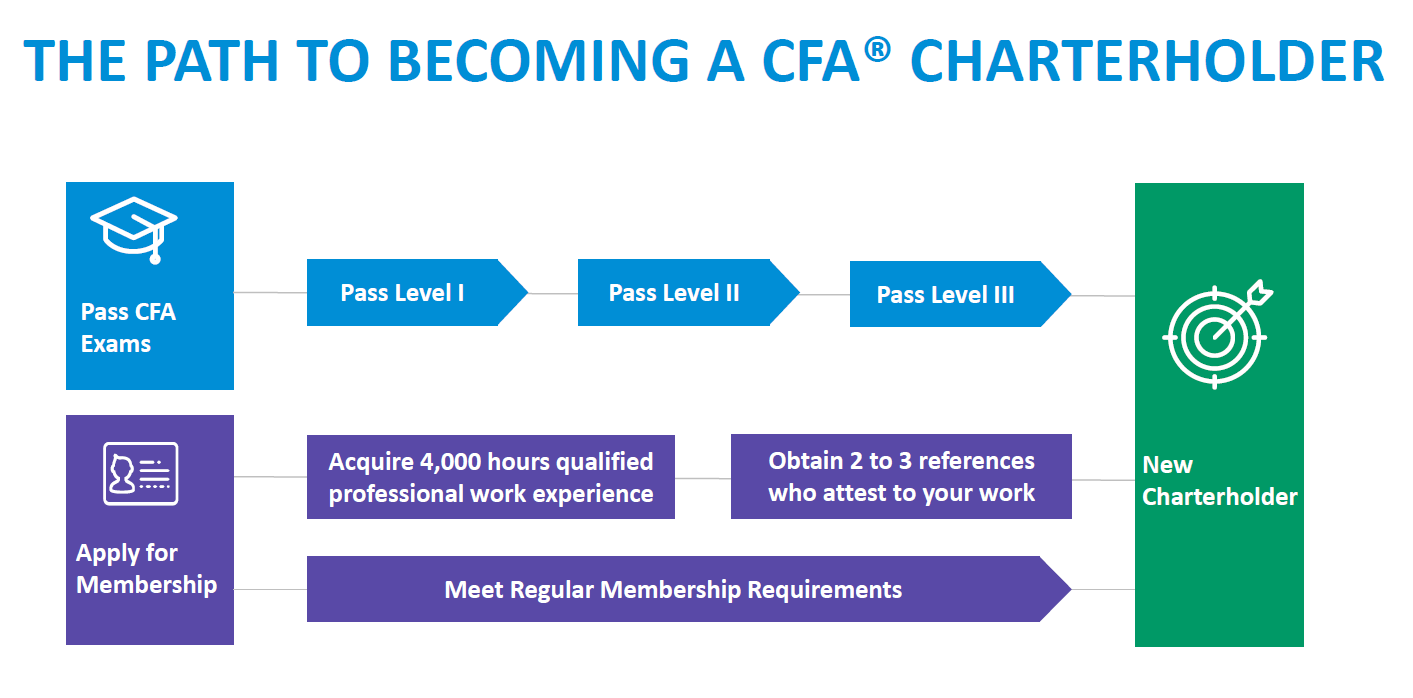 THE PATH TO BECOMING A CFA® CHARTERHOLDER
Pass CFA
Exams
Pass Level I
Pass Level II
Pass Level III
Apply for
Membership
Acquire 4,000 hours qualified
professional work experience
Obtain 2 to 3 references
who attest to your work
Meet Regular Membership Requirements
New
Charterholder